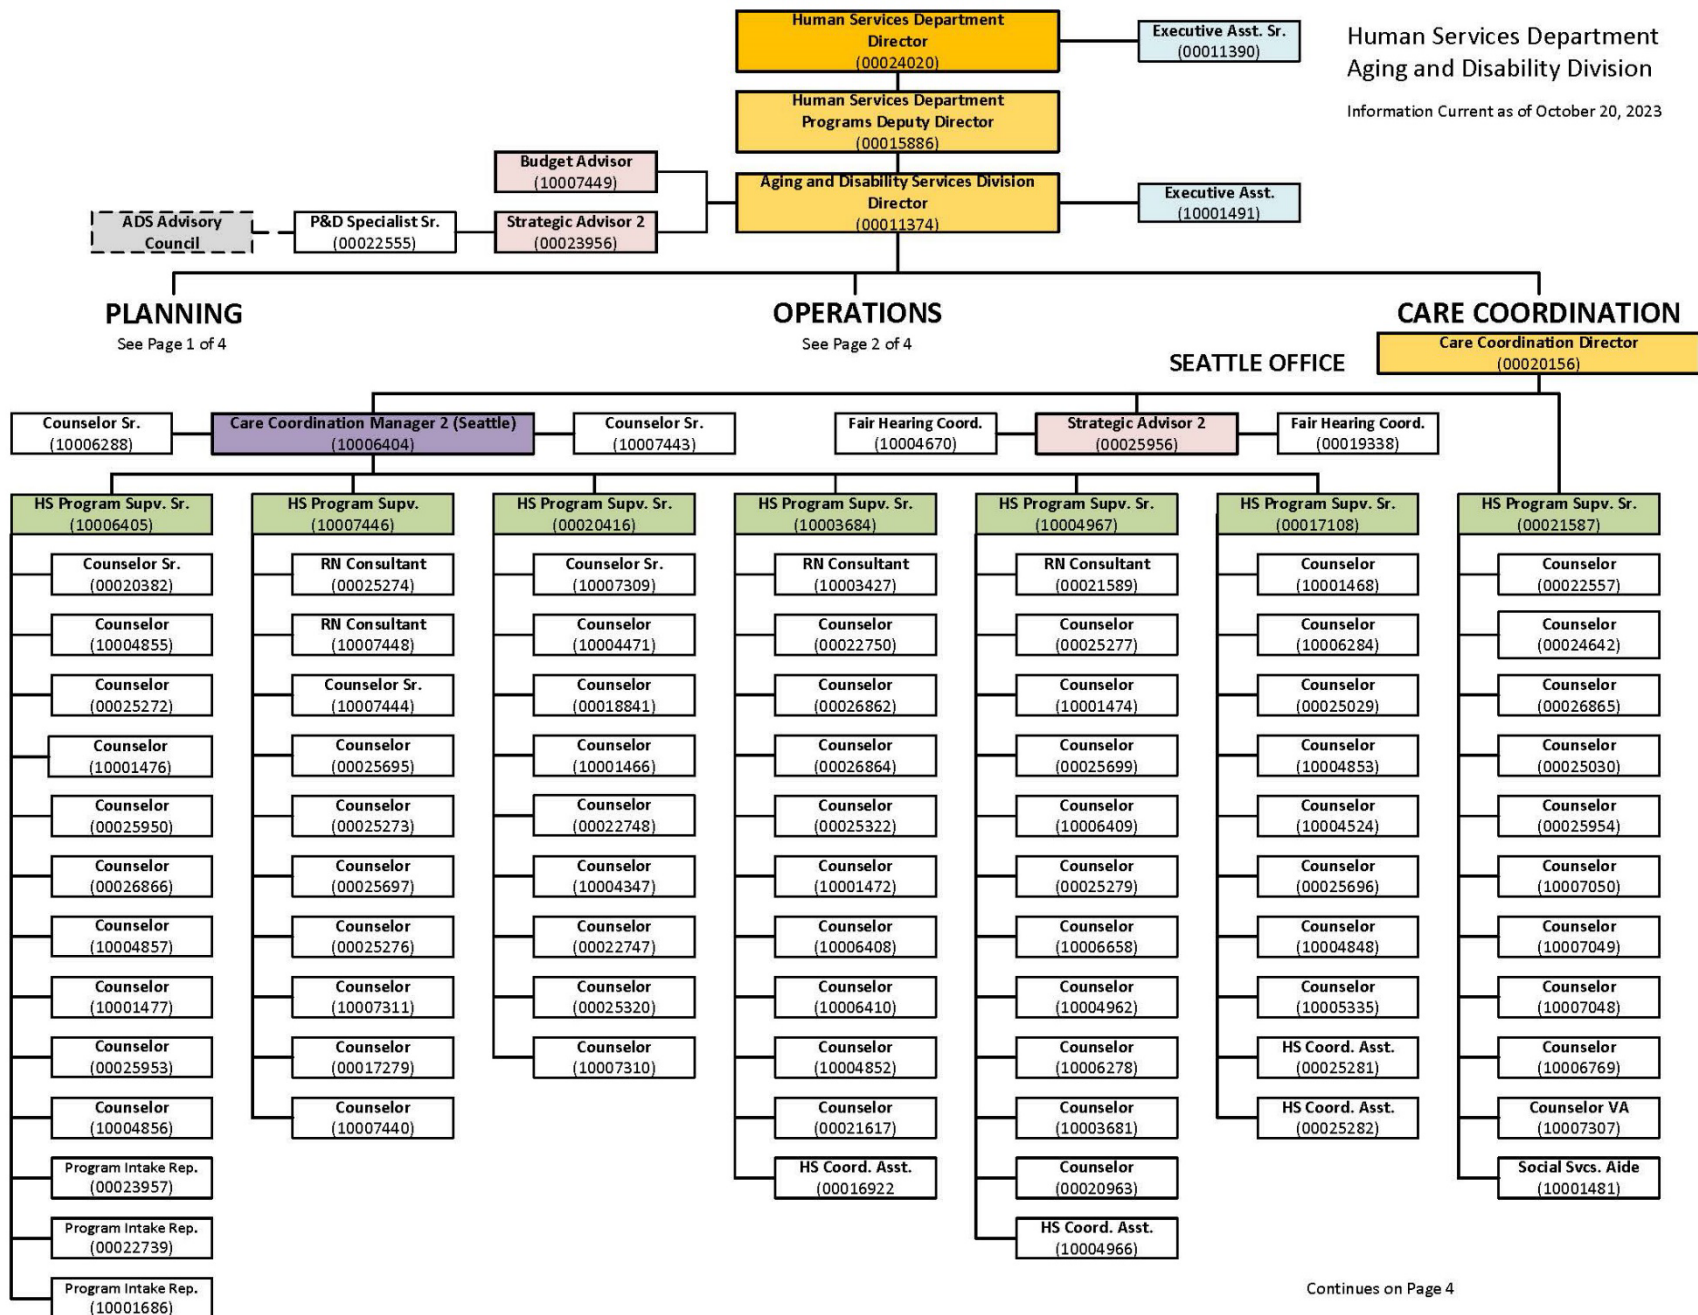 Human Services Department
Aging and Disability Division
Information Current as of October 20, 2023
Human Services Department
Director
(00024020)
Executive Asst. Sr.
(00011390)
Human Services Department
Programs Deputy Director
(00015886)
Budget Advisor
(10007449)
Aging and Disability Services Division
Director
(00011374)
Executive Asst.
(10001491)
ADS Advisory
Council
P&D Specialist Sr.
(00022555)
Strategic Advisor 2
(00023956)
PLANNING
See Page 1 of 4
OPERATIONS
See Page 2 of 4
CARE COORDINATION
Care Coordination Director
(00020156)
SEATTLE OFFICE
Counselor Sr.
(10006288)
Care Coordination Manager 2 (Seattle)
(10006404)
Counselor Sr.
(10007443)
Fair Hearing Coord.
(10004670)
Strategic Advisor 2
(00025956)
Fair Hearing Coord.
(00019338)
HS Program Supv. Sr.
(10006405)
Counselor Sr.
(00020382)
Counselor
(10004855)
Counselor
(00025272)
Counselor
(10001476)
Counselor
(00025950)
Counselor
(00026866)
Counselor
(10004857)
Counselor
(10001477)
Counselor
(00025953)
Counselor
(10004856)
Program Intake Rep.
(00023957)
Program Intake Rep.
(00022739)
Program Intake Rep.
(10001686)
HS Program Supv.
(10007446)
RN Consultant
(00025274)
RN Consultant
(10007448)
Counselor Sr.
(10007444)
Counselor
(00025695)
Counselor
(00025273)
Counselor
(00025697)
Counselor
(00025276)
Counselor
(10007311)
Counselor
(00017279)
Counselor
(10007440)
HS Program Supv. Sr.
(00020416)
Counselor Sr.
(10007309)
Counselor
(10004471)
Counselor
(00018841)
Counselor
(10001466)
Counselor
(00022748)
Counselor
(10004347)
Counselor
(00022747)
Counselor
(00025320)
Counselor
(10007310)
HS Program Supv. Sr.
(10003684)
RN Consultant
(10003427)
Counselor
(00022750)
Counselor
(00026862)
Counselor
(00026864)
Counselor
(00025322)
Counselor
(10001472)
Counselor
(10006408)
Counselor
(10006410)
Counselor
(10004852)
Counselor
(00021617)
HS Coord. Asst.
(00016922
HS Program Supv. Sr.
(10004967)
RN Consultant
(00021589)
Counselor
(00025277)
Counselor
(10001474)
Counselor
(00025699)
Counselor
(10006409)
Counselor
(00025279)
Counselor
(10006658)
Counselor
(10004962)
Counselor
(10006278)
Counselor
(10003681)
Counselor
(00020963)
HS Coord. Asst.
(10004966)
HS Program Supv. Sr.
(00017108)
Counselor
(10001468)
Counselor
(10006284)
Counselor
(00025029)
Counselor
(10004853)
Counselor
(10004524)
Counselor
(00025696)
Counselor
(10004848)
Counselor
(10005335)
HS Coord. Asst.
(00025281)
HS Coord. Asst.
(00025282)
HS Program Supv. Sr.
(00021587)
Counselor
(00022557)
Counselor
(00024642)
Counselor
(00026865)
Counselor
(00025030)
Counselor
(00025954)
Counselor
(10007050)
Counselor
(10007049)
Counselor
(10007048)
Counselor
(10006769)
Counselor VA
(10007307)
Social Svcs. Aide
(10001481)
Continues on Page 4